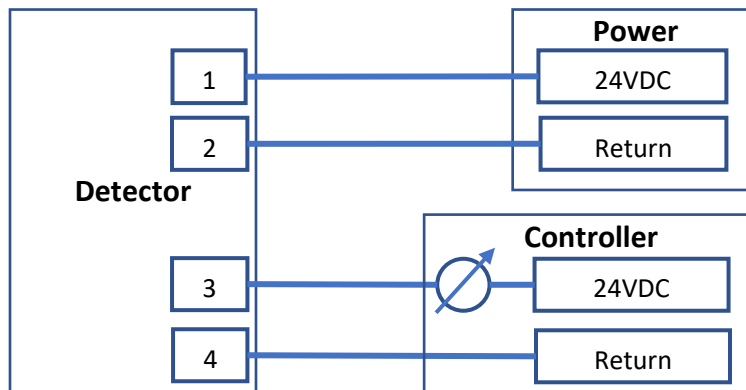 Power
1
24VDC
2
Return
Detector
Controller
3
24VDC
4
Return